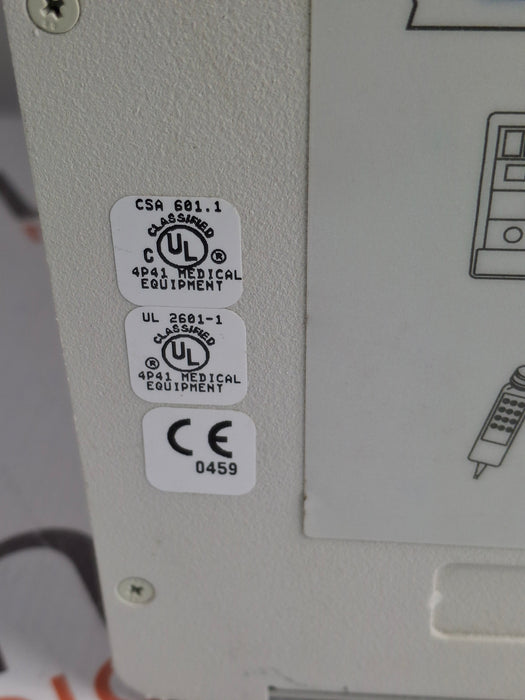 CSA 601.1
CLASSIFIED
C UL ®
4P41 MEDICAL
EQUIPMENT
UL 2601-1
CLASSIFIED
® UL
4P41 MEDICAL
EQUIPMENT
CE
0459